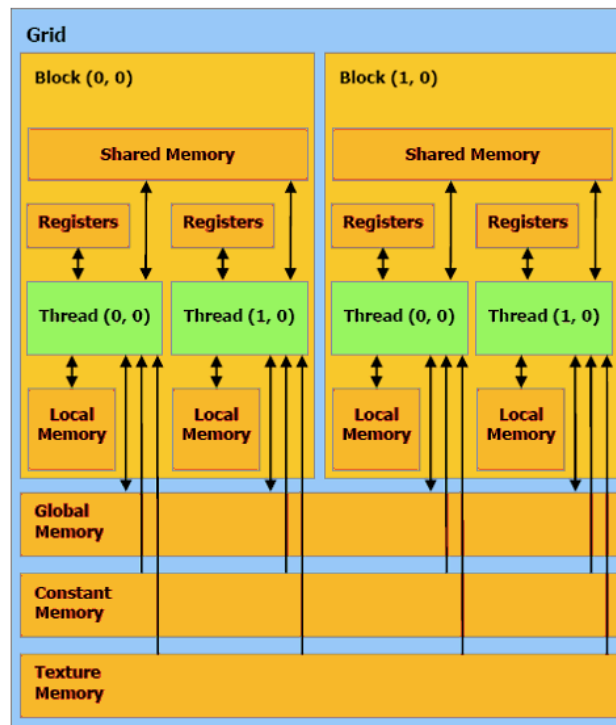 Grid
Block (0, 0)
Block (1, 0)
Shared Memory
Shared Memory
Registers
Registers
Registers
Registers
Thread (0, 0)
Thread (1, 0)
Thread (0, 0)
Thread (1, 0)
Local
Memory
Local
Memory
Local
Memory
Local
Memory
Global
Memory
Constant
Memory
Texture
Memory